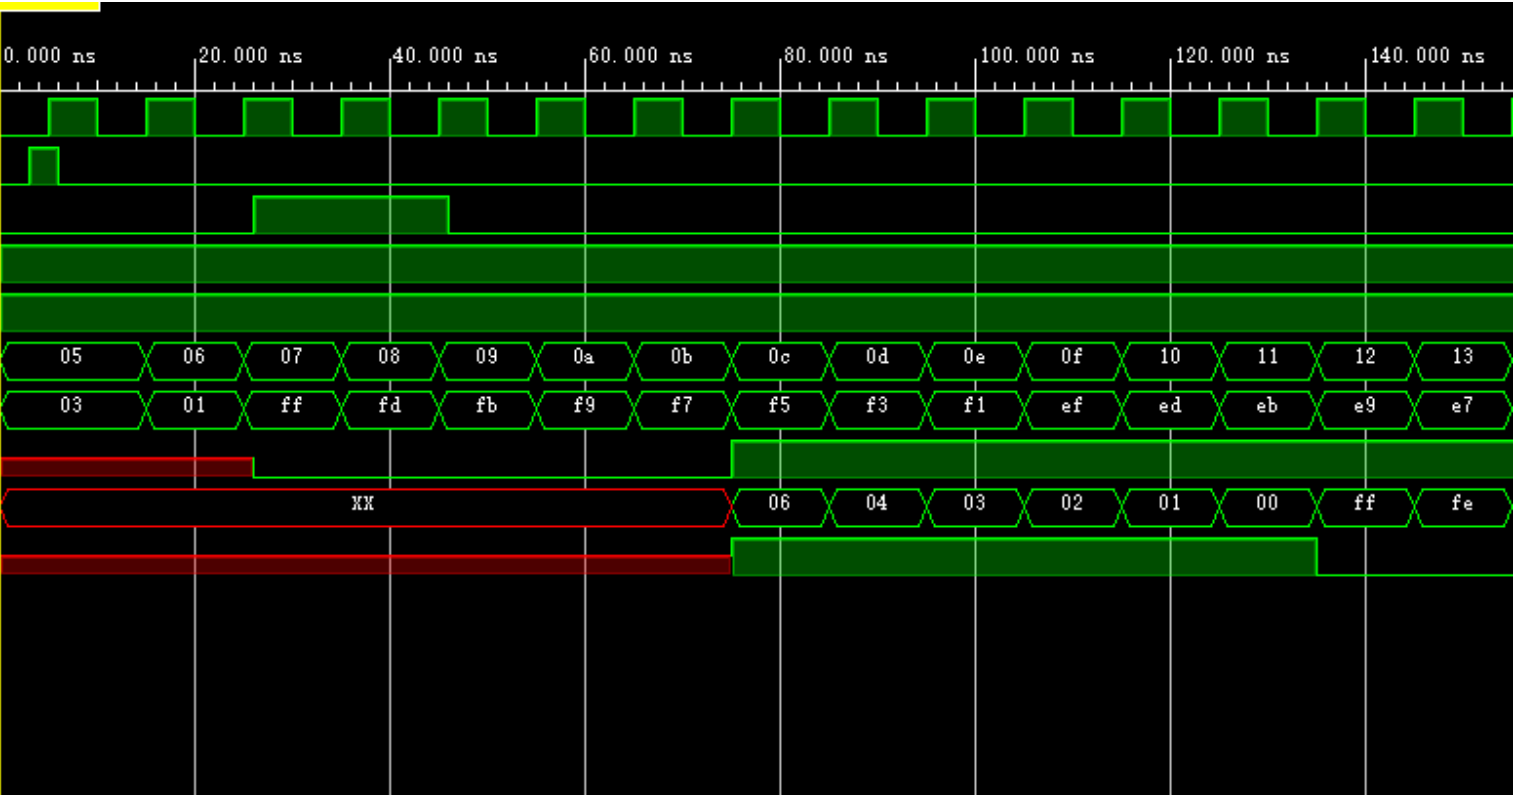 0.000 ns 20.000 ns 40.000 ns 60.000 ns 80.000 ns 100.000 ns 120.000 ns 140.000 ns
05 06 07 08 09 0a 0b 0c 0d 0e 0f 10 11 12 13
03 01 ff fd fb f9 f7 f5 f3 f1 ef ed eb e9 e7
XX 06 04 03 02 01 00 ff fe